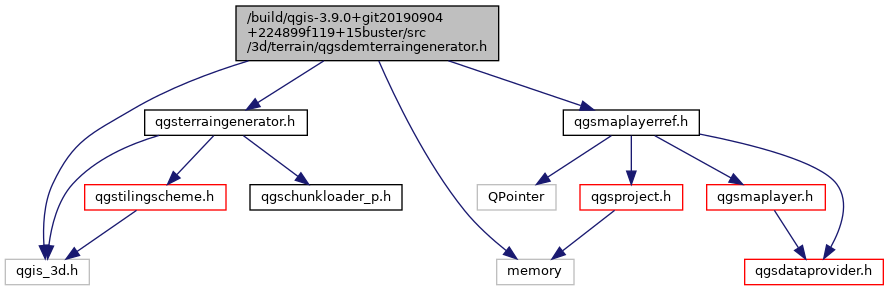 /build/qgis-3.9.0+git20190904
+224899f119+15buster/src
/3d/terrain/qgsdemterraingenerator.h
qgsterraingenerator.h
qgsmaplayerref.h
qgstilingscheme.h
qgschunkloader_p.h
QPointer
qgsproject.h
qgsmaplayer.h
qgis_3d.h
memory
qgsdataprovider.h